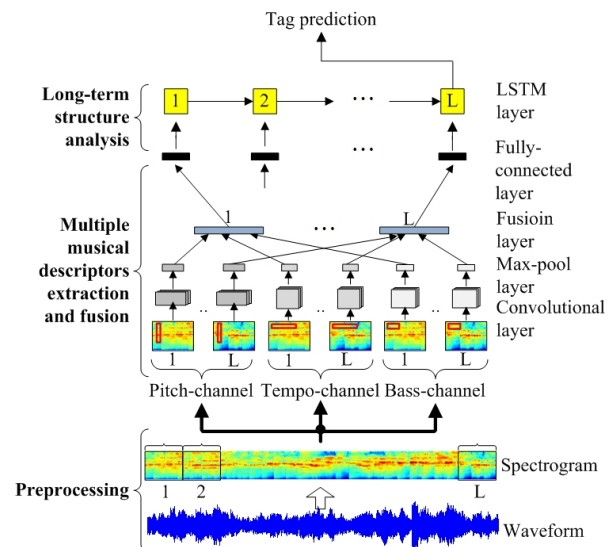 Tag prediction
Long-term
structure
analysis
1
2
...
L
LSTM
layer
...
Fully-
connected
layer
Multiple
musical
descriptors
extraction
and fusion
1
...
L
Fusioin
layer
Max-pool
layer
..
..
..
Convolutional
layer
1
L
1
L
1
L
Pitch-channel
Tempo-channel
Bass-channel
Preprocessing
Spectrogram
1
2
L
Waveform